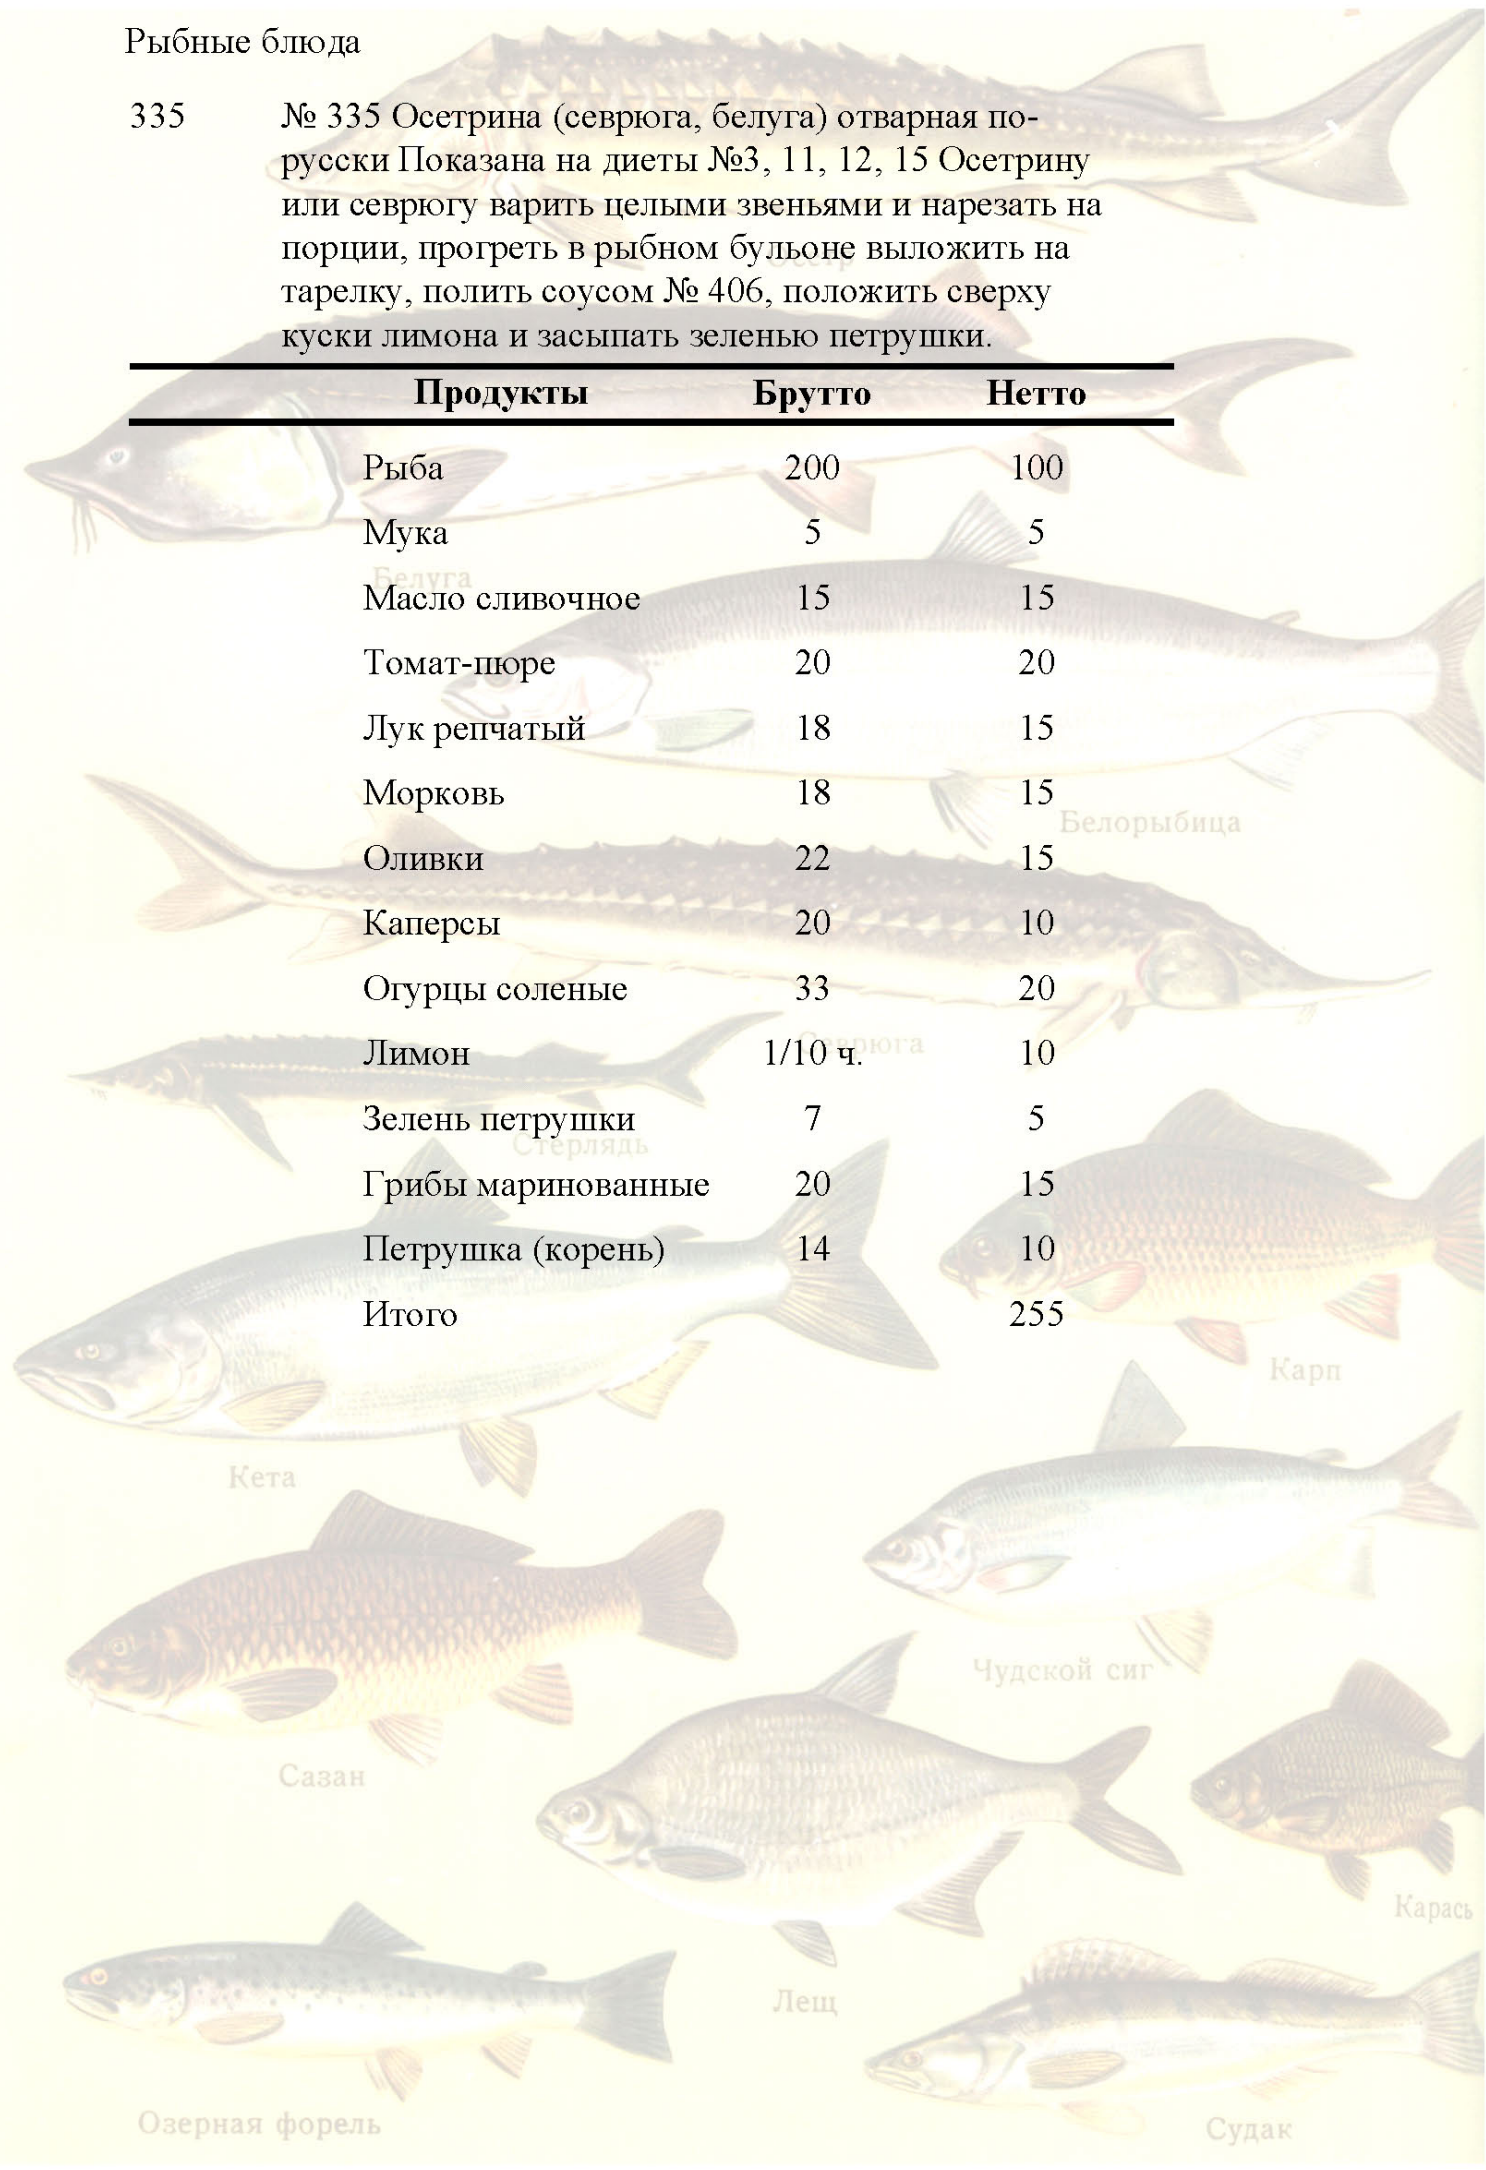 Рыбные блюда
335 № 335 Осетрина (севрюга, белуга) отварная по-
русски Показана на диеты №3, 11, 12, 15 Осетрину
или севрюгу варить целыми звеньями и нарезать на
порции, прогреть в рыбном бульоне выложить на
Осетр
тарелку, полить соусом № 406, положить сверху
куски лимона и засыпать зеленью петрушки.
Продукты Брутто Нетто
Рыба 200 100
Мука 5 5
Белуга
Масло сливочное 15 15
Томат-пюре 20 20
Лук репчатый 18 15
Морковь 18 15
Белорыбица
Оливки 22 15
Каперсы 20 10
Огурцы соленые 33 20
Севрюга
Лимон 1/10 ч. 10
Зелень петрушки 7 5
Стерлядь
Грибы маринованные 20 15
Петрушка (корень) 14 10
Итого 255
Карп
Кета
Чудской сиг
Сазан
Карась
Лещ
Озерная форель
Судак